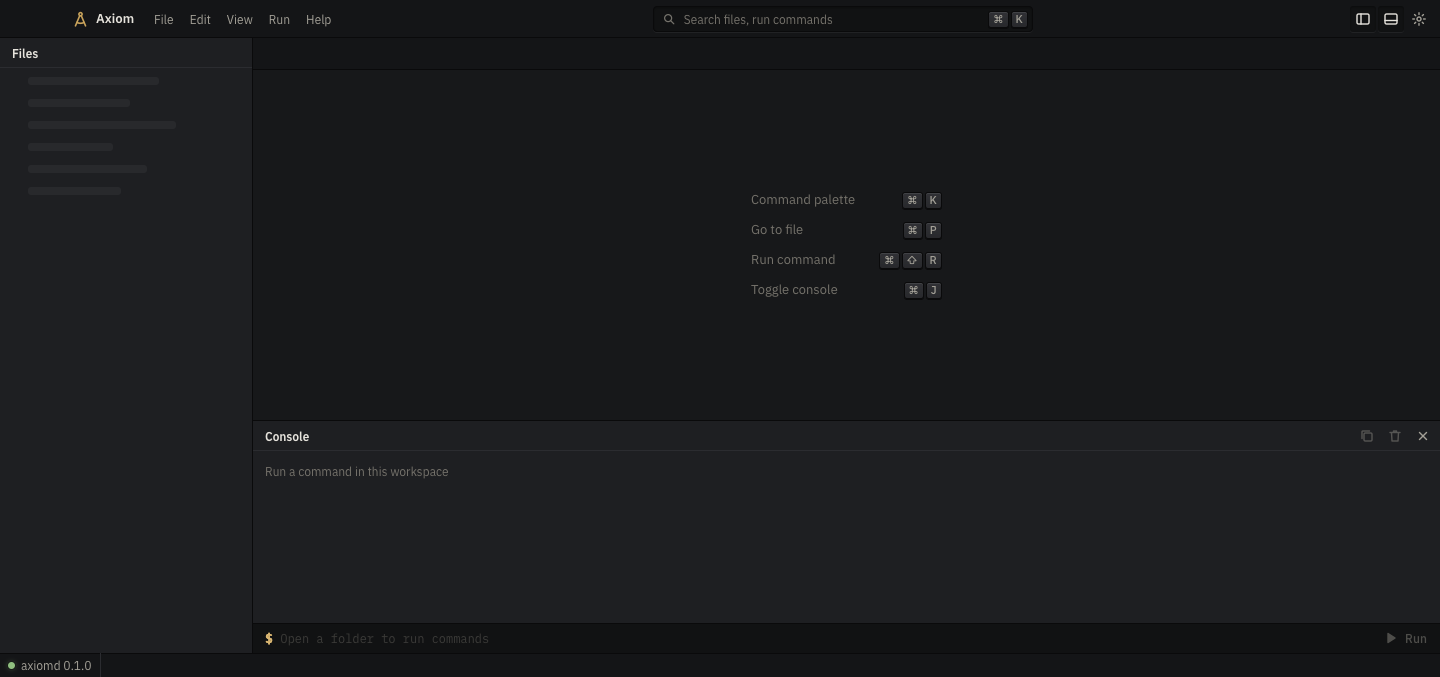 Axiom File Edit View Run Help Search files, run commands ⌘ K
Files
Command palette ⌘ K
Go to file ⌘ P
Run command ⌘ ⇧ R
Toggle console ⌘ J
Console
Run a command in this workspace
$ Open a folder to run commands Run
axiomd 0.1.0